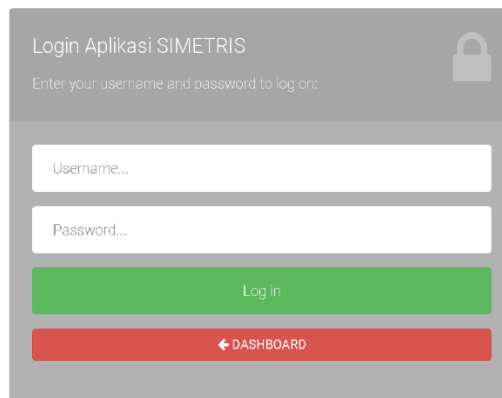 Login Aplikasi SIMETRIS
Enter your username and password to log on:
Username...
Password...
Log in
DASHBOARD